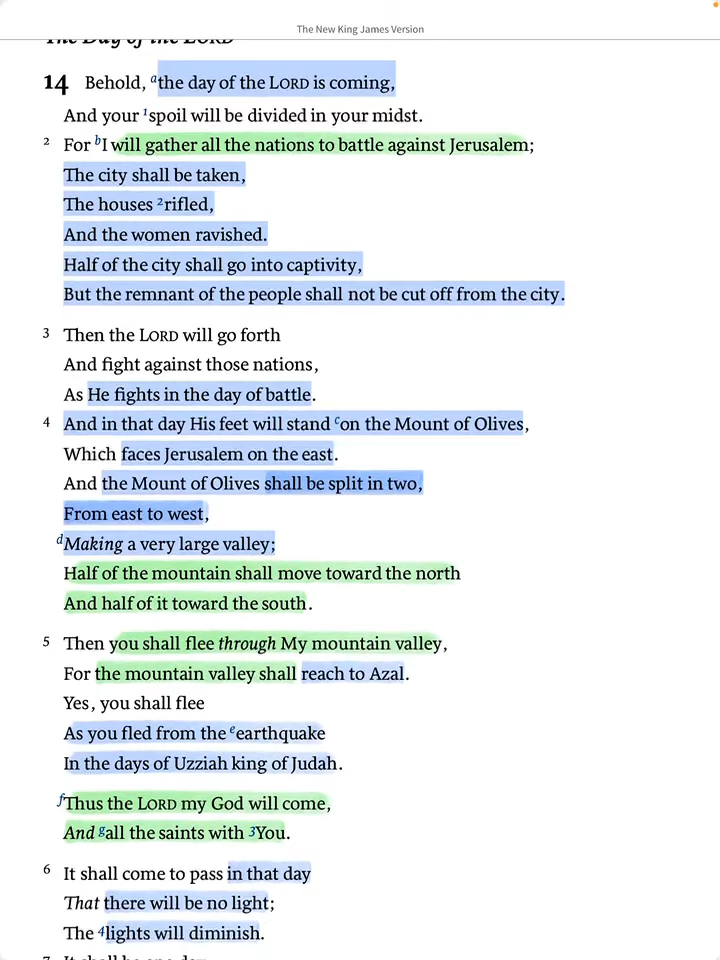 The New King James Version
The Day of the LORD
14 Behold, ᵃthe day of the LORD is coming,
And your ¹spoil will be divided in your midst.
² For ᵇI will gather all the nations to battle against Jerusalem;
The city shall be taken,
The houses ²rifled,
And the women ravished.
Half of the city shall go into captivity,
But the remnant of the people shall not be cut off from the city.
3 Then the LORD will go forth
And fight against those nations,
As He fights in the day of battle.
4 And in that day His feet will stand ᶜon the Mount of Olives,
Which faces Jerusalem on the east.
And the Mount of Olives shall be split in two,
From east to west,
ᵈMaking a very large valley;
Half of the mountain shall move toward the north
And half of it toward the south.
5 Then you shall flee through My mountain valley,
For the mountain valley shall reach to Azal.
Yes, you shall flee
As you fled from the ᵉearthquake
In the days of Uzziah king of Judah.
ᶠThus the LORD my God will come,
And ᵍall the saints with ³You.
6 It shall come to pass in that day
That there will be no light;
The ⁴lights will diminish.
7 It shall be one day